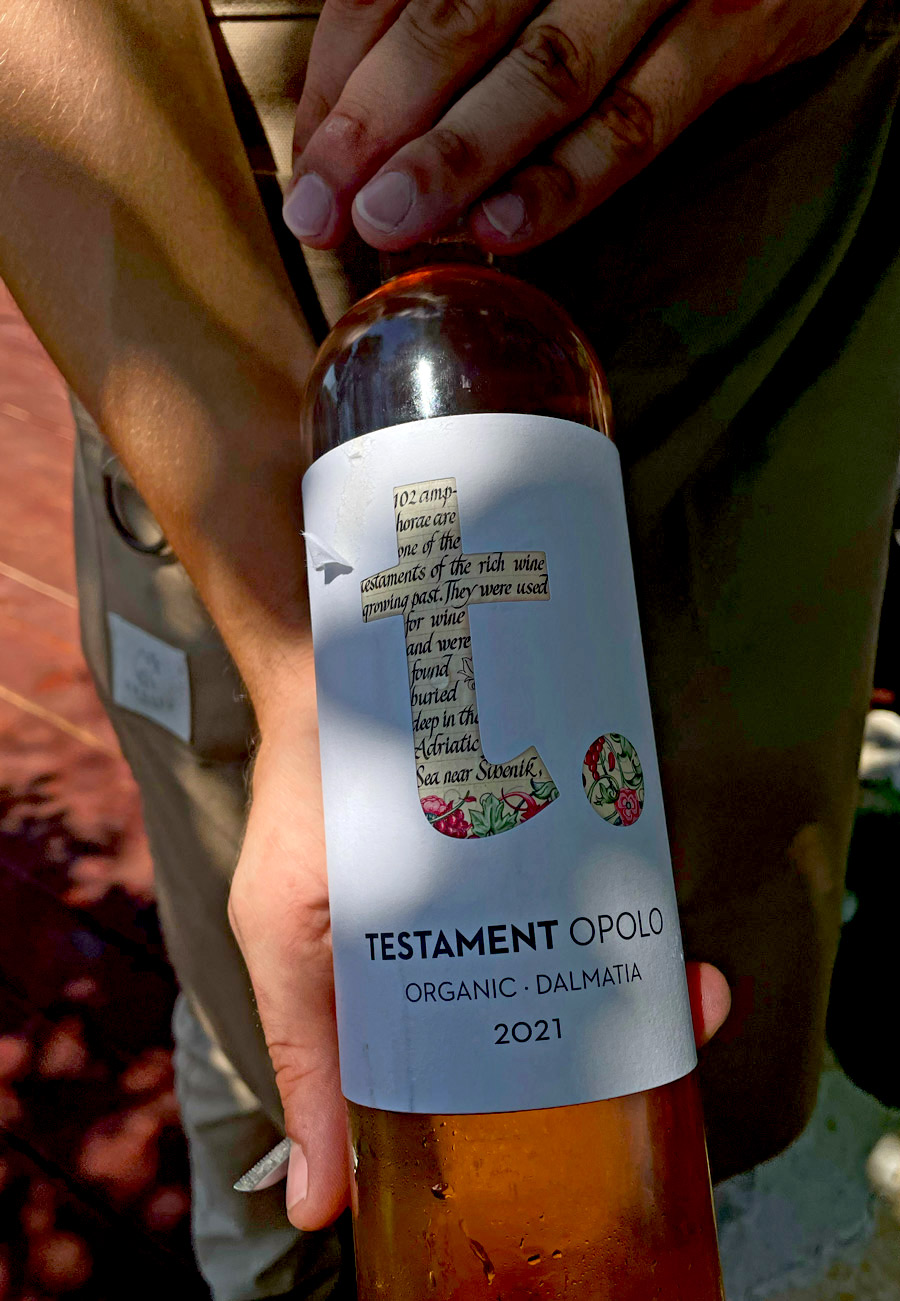 102 amp-
horae are
one of the
testaments of the rich wine
growing past. They were used
for wine
and were
found
buried
deep in the
Adriatic
Sea near Šibenik.
TESTAMENT OPOLO
ORGANIC · DALMATIA
2021